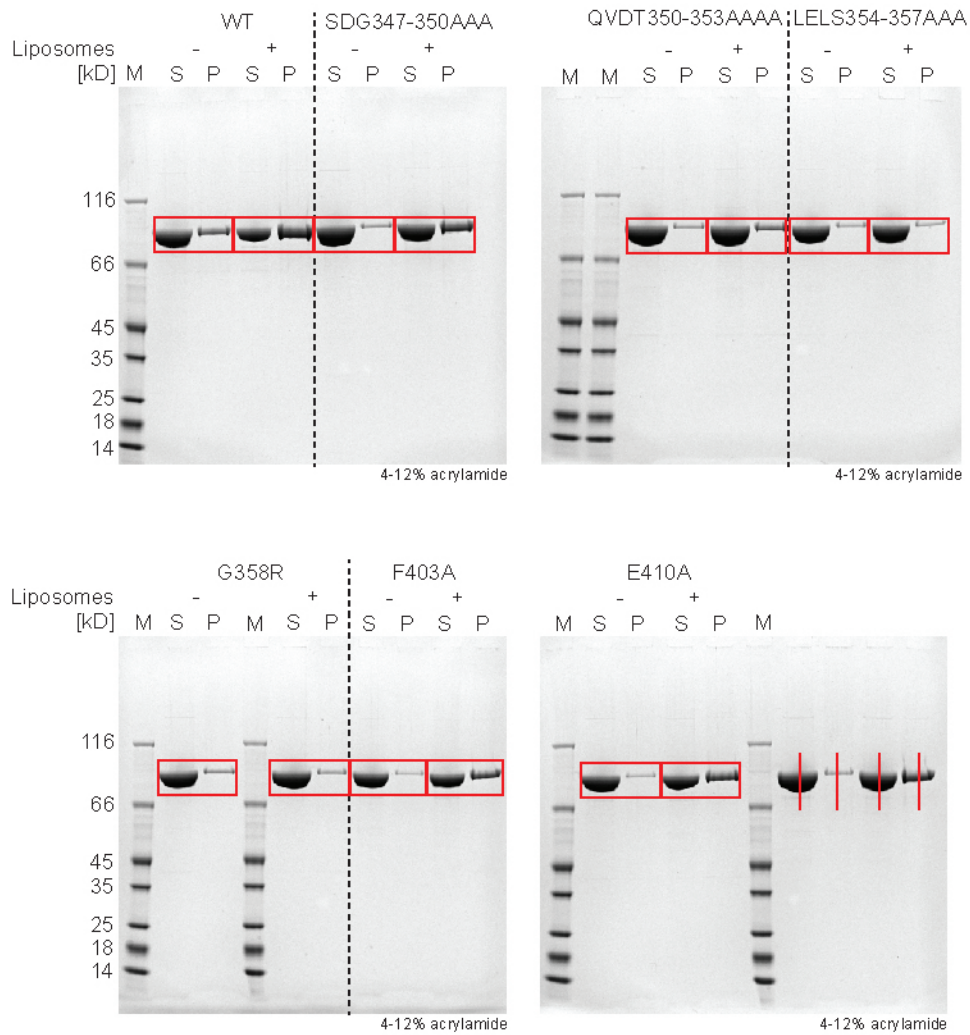 WT SDG347-350AAA
Liposomes - + - +
[kD] M S P S P S P S P
116
66
45
35
25
18
14
4-12% acrylamide
QVDT350-353AAAA LELS354-357AAA
- + - +
M M S P S P S P S P
4-12% acrylamide
G358R F403A
Liposomes - + - +
[kD] M S P M S P S P S P
116
66
45
35
25
18
14
4-12% acrylamide
E410A
- +
M S P S P M
4-12% acrylamide